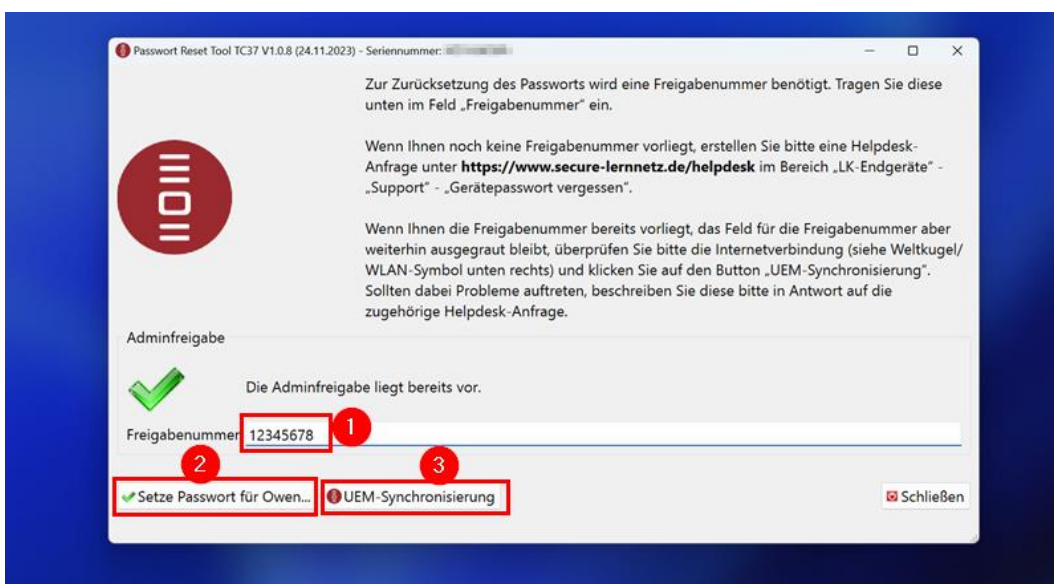 Passwort Reset Tool TC37 V1.0.8 (24.11.2023) - Seriennummer:
Zur Zurücksetzung des Passworts wird eine Freigabenummer benötigt. Tragen Sie diese
unten im Feld „Freigabenummer" ein.
Wenn Ihnen noch keine Freigabenummer vorliegt, erstellen Sie bitte eine Helpdesk-
Anfrage unter https://www.secure-lernnetz.de/helpdesk im Bereich „LK-Endgeräte" -
„Support" - „Gerätepasswort vergessen".
Wenn Ihnen die Freigabenummer bereits vorliegt, das Feld für die Freigabenummer aber
weiterhin ausgegraut bleibt, überprüfen Sie bitte die Internetverbindung (siehe Weltkugel/
WLAN-Symbol unten rechts) und klicken Sie auf den Button „UEM-Synchronisierung".
Sollten dabei Probleme auftreten, beschreiben Sie diese bitte in Antwort auf die
zugehörige Helpdesk-Anfrage.
Adminfreigabe
Die Adminfreigabe liegt bereits vor.
Freigabenummer 12345678 1
2 3
Setze Passwort für Owen... UEM-Synchronisierung Schließen